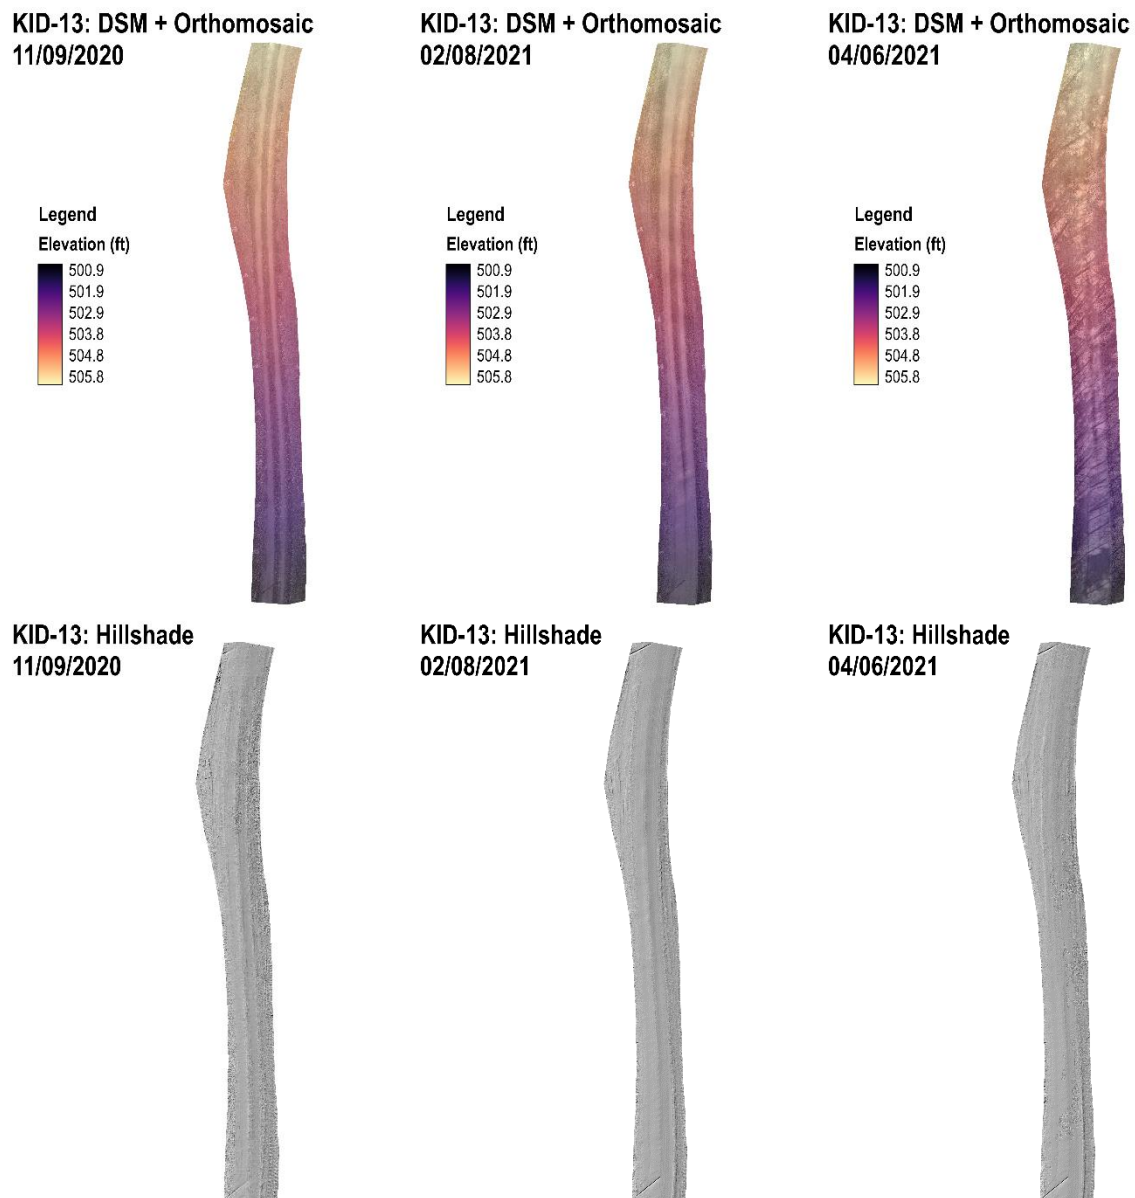 KID-13: DSM + Orthomosaic
11/09/2020
Legend
Elevation (ft)
500.9
501.9
502.9
503.8
504.8
505.8
KID-13: DSM + Orthomosaic
02/08/2021
Legend
Elevation (ft)
500.9
501.9
502.9
503.8
504.8
505.8
KID-13: DSM + Orthomosaic
04/06/2021
Legend
Elevation (ft)
500.9
501.9
502.9
503.8
504.8
505.8
KID-13: Hillshade
11/09/2020
KID-13: Hillshade
02/08/2021
KID-13: Hillshade
04/06/2021